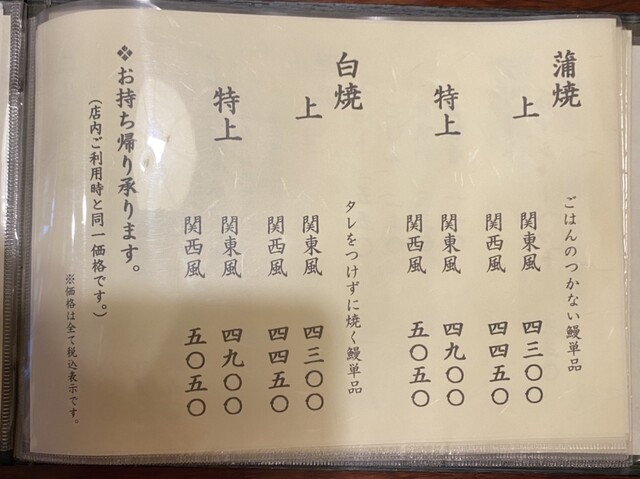 蒲焼 ごはんのつかない鰻単品
上 関東風 四三〇〇
関西風 四四五〇
特上 関東風 四九〇〇
関西風 五〇五〇
白焼 タレをつけずに焼く鰻単品
上 関東風 四三〇〇
関西風 四四五〇
特上 関東風 四九〇〇
関西風 五〇五〇
❖お持ち帰り承ります。
(店内ご利用時と同一価格です。)
※価格は全て税込表示です。